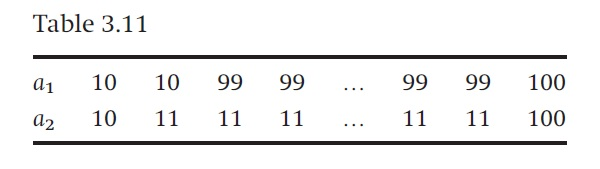 Table 3.11
a₁ 10 10 99 99 … 99 99 100
a₂ 10 11 11 11 … 11 11 100